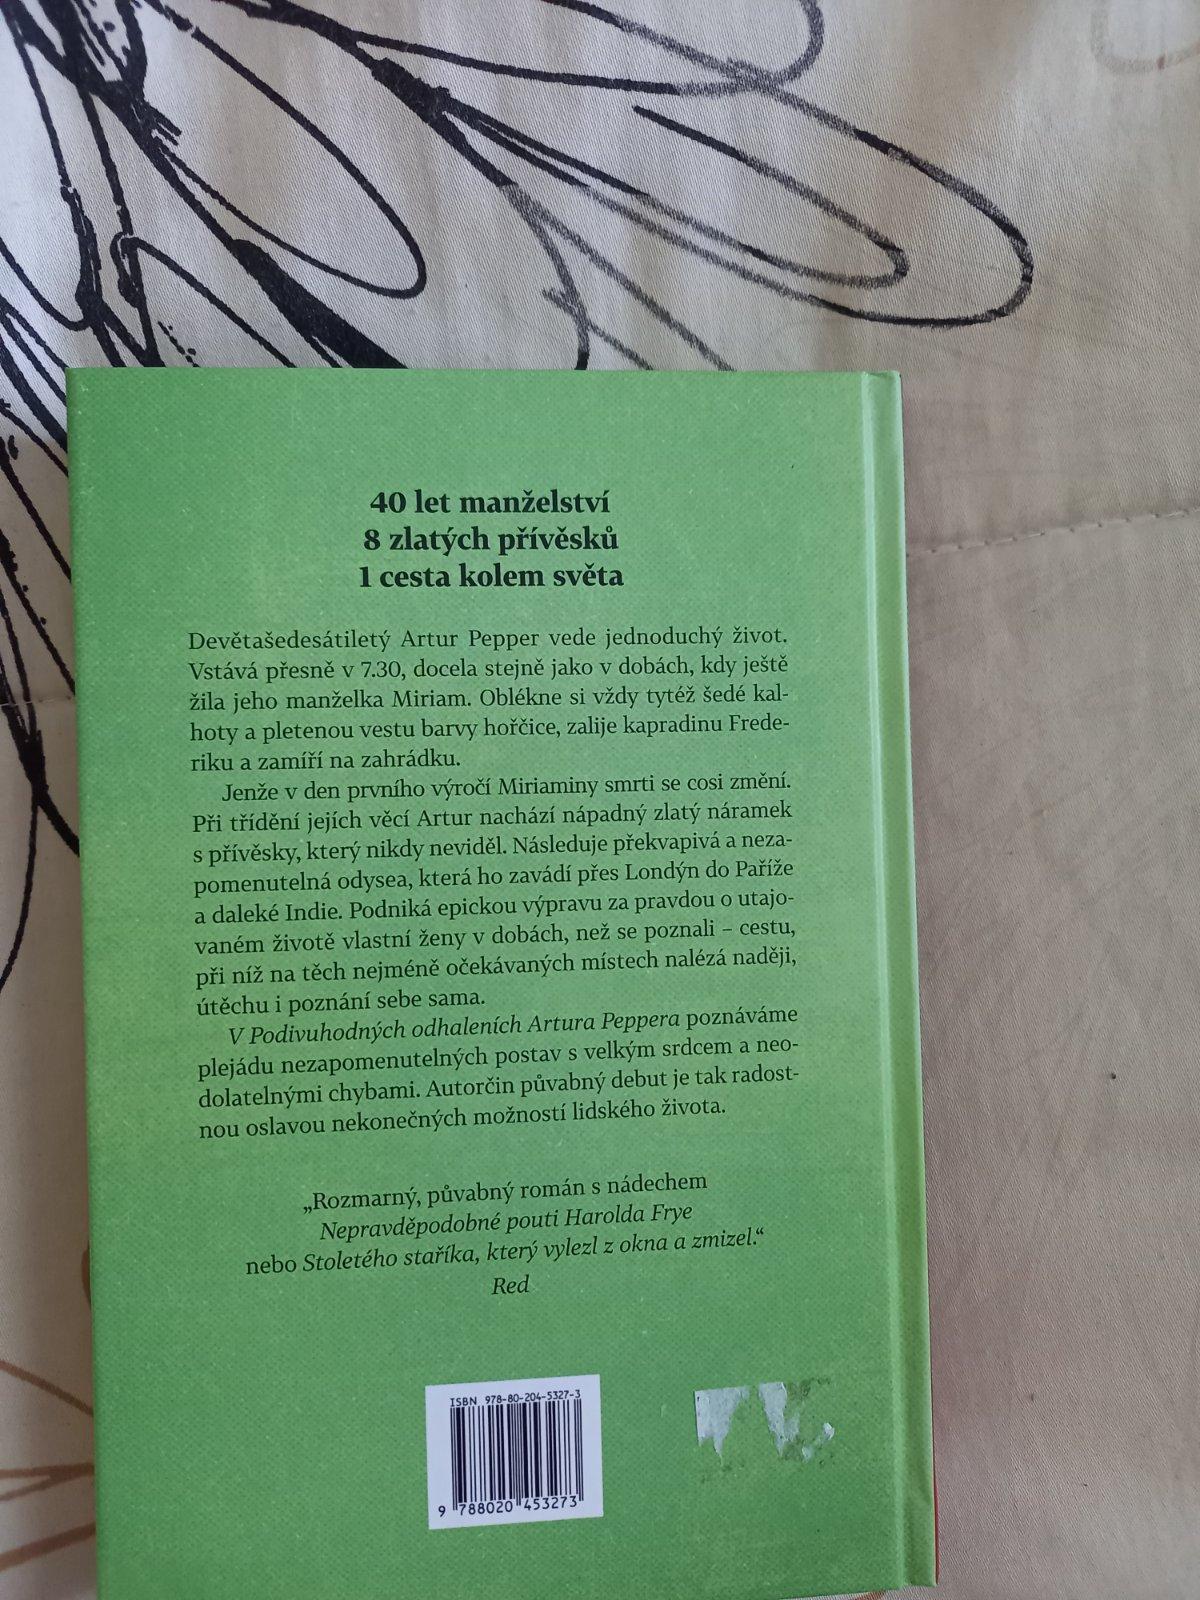 40 let manželství
8 zlatých přívěsků
1 cesta kolem světa
Devětašedesátiletý Artur Pepper vede jednoduchý život.
Vstává přesně v 7.30, docela stejně jako v dobách, kdy ještě
žila jeho manželka Miriam. Oblékne si vždy tytéž šedé kal-
hoty a pletenou vestu barvy hořčice, zalije kapradinu Frede-
riku a zamíří na zahrádku.
Jenže v den prvního výročí Miriaminy smrti se cosi změní.
Při třídění jejích věcí Artur nachází nápadný zlatý náramek
s přívěsky, který nikdy neviděl. Následuje překvapivá a neza-
pomenutelná odysea, která ho zavádí přes Londýn do Paříže
a daleké Indie. Podniká epickou výpravu za pravdou o utajo-
vaném životě vlastní ženy v dobách, než se poznali – cestu,
při níž na těch nejméně očekávaných místech nalézá naději,
útěchu i poznání sebe sama.
V Podivuhodných odhaleních Artura Peppera poznáváme
plejádu nezapomenutelných postav s velkým srdcem a neo-
dolatelnými chybami. Autorčin půvabný debut je tak radost-
nou oslavou nekonečných možností lidského života.
„Rozmarný, půvabný román s nádechem
Nepravděpodobné pouti Harolda Frye
nebo Stoletého staříka, který vylezl z okna a zmizel.“
Red
ISBN 978-80-204-5327-3
9 788020 453273